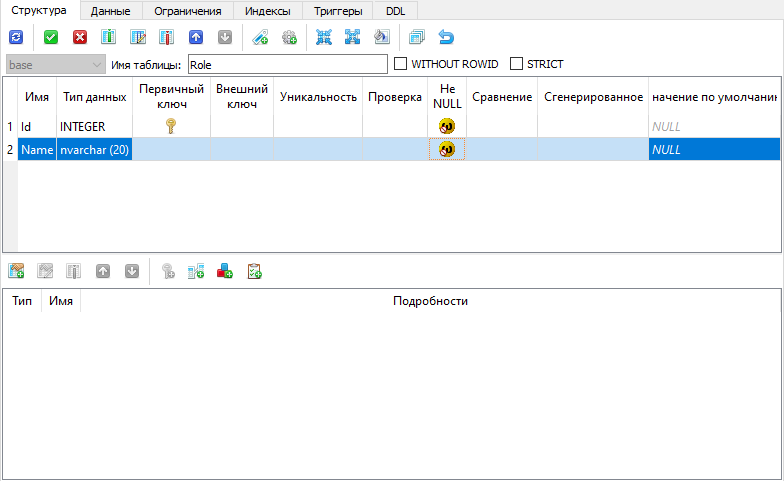 Структура Данные Ограничения Индексы Триггеры DDL
base Имя таблицы: Role WITHOUT ROWID STRICT
Имя Тип данных Первичный ключ Внешний ключ Уникальность Проверка Не NULL Сравнение Сгенерированное начение по умолчани
1 Id INTEGER NULL
2 Name nvarchar (20) NULL
Тип Имя Подробности